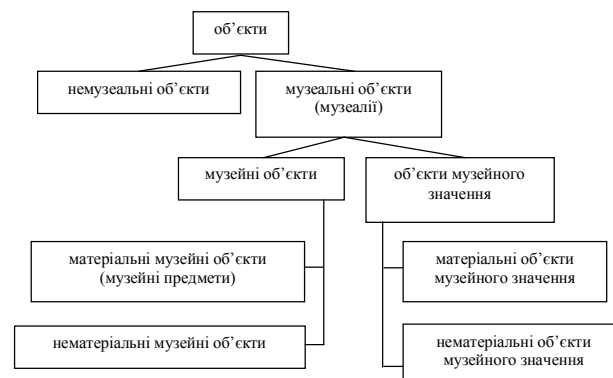 об’єкти
немузеальні об’єкти
музеальні об’єкти
(музеалії)
музейні об’єкти
об’єкти музейного
значення
матеріальні музейні об’єкти
(музейні предмети)
матеріальні об’єкти
музейного значення
нематеріальні музейні об’єкти
нематеріальні об’єкти
музейного значення